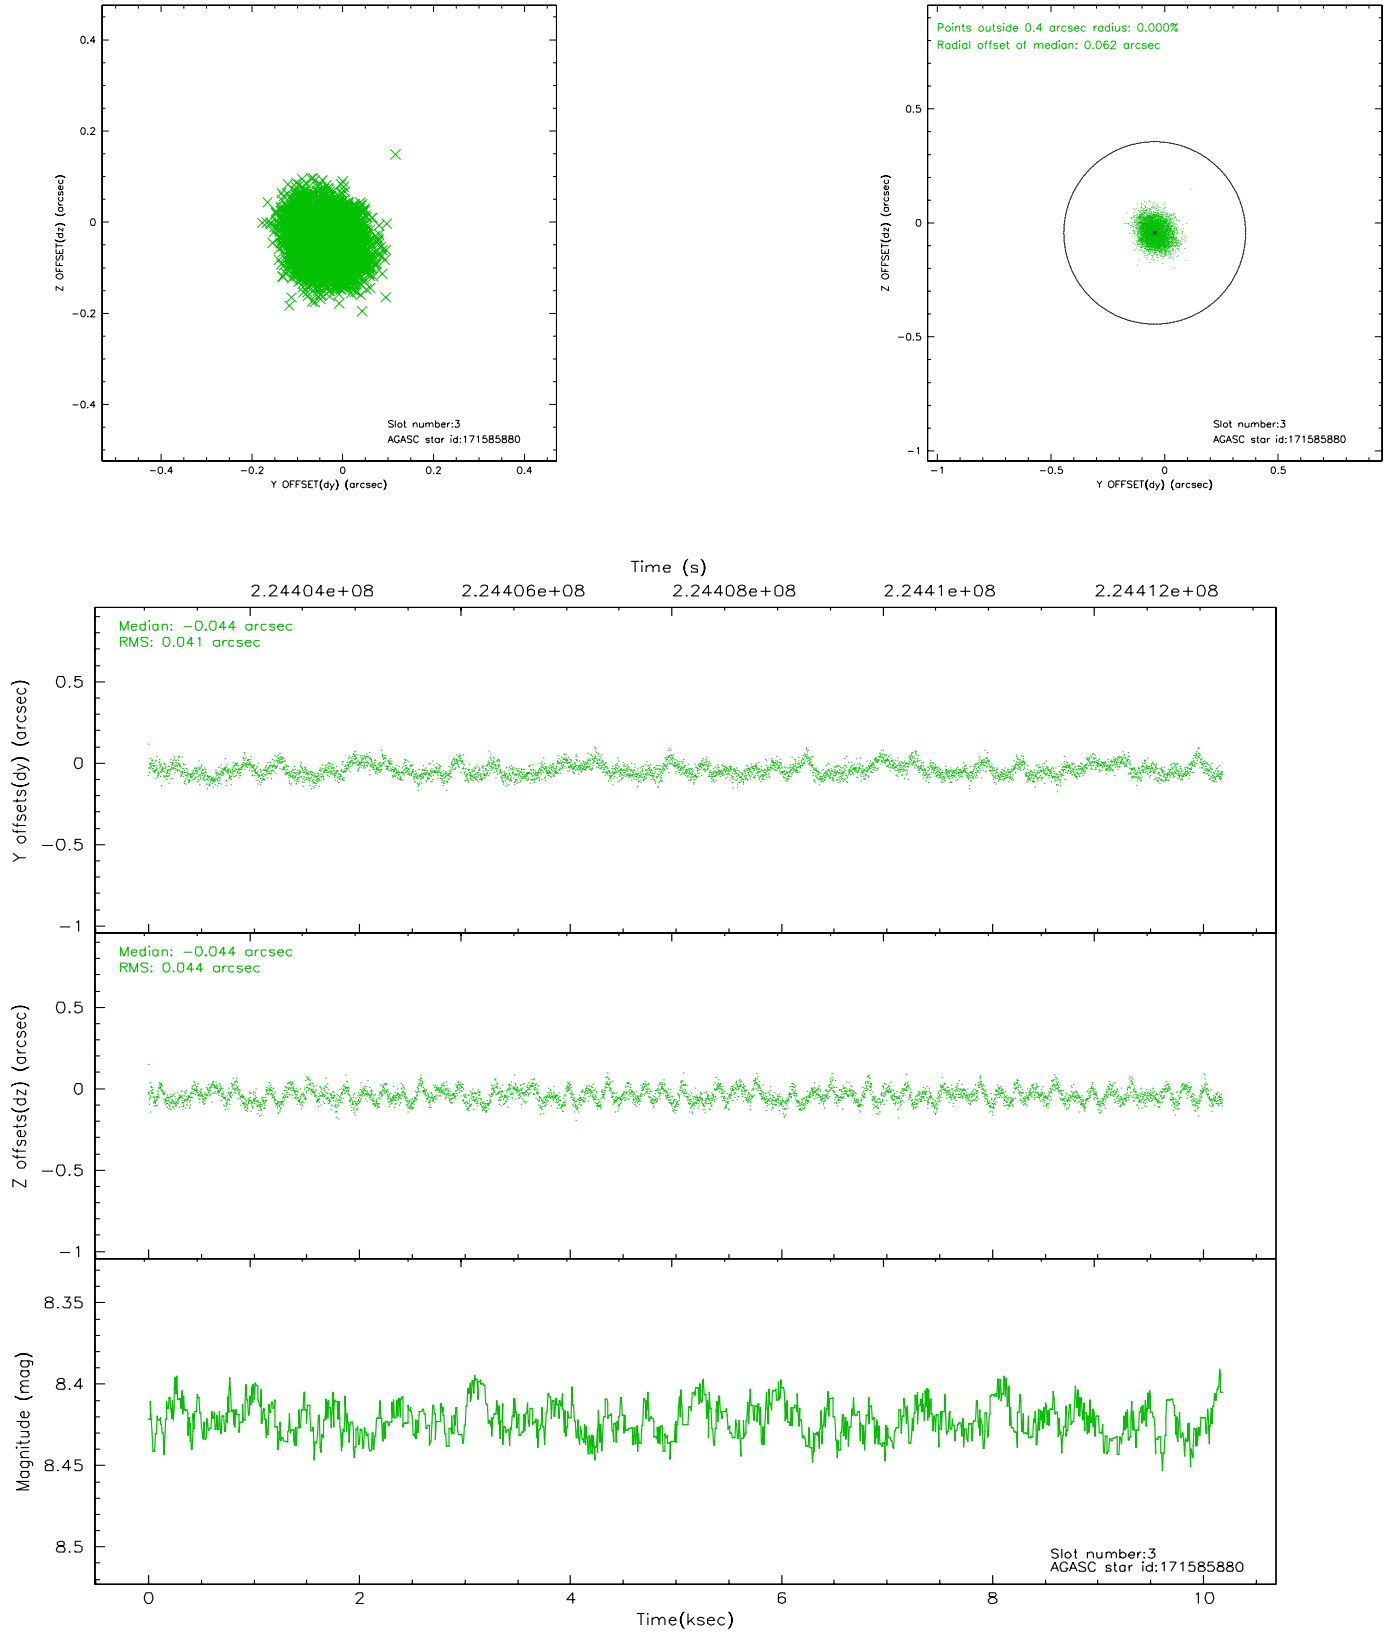 0.4
0.2
0
−0.2
−0.4
Z OFFSET(dz) (arcsec)
Slot number:3
AGASC star id:171585880
−0.4 −0.2 0 0.2 0.4
Y OFFSET(dy) (arcsec)
Points outside 0.4 arcsec radius: 0.000%
Radial offset of median: 0.062 arcsec
0.5
0
−0.5
−1
Z OFFSET(dz) (arcsec)
Slot number:3
AGASC star id:171585880
−1 −0.5 0 0.5
Y OFFSET(dy) (arcsec)
Time (s)
2.24404e+08 2.24406e+08 2.24408e+08 2.2441e+08 2.24412e+08
Median: −0.044 arcsec
RMS: 0.041 arcsec
0.5
0
−0.5
−1
Y offsets(dy) (arcsec)
Median: −0.044 arcsec
RMS: 0.044 arcsec
0.5
0
−0.5
−1
Z offsets(dz) (arcsec)
8.35
8.4
8.45
8.5
Magnitude (mag)
Slot number:3
AGASC star id:171585880
0 2 4 6 8 10
Time(ksec)